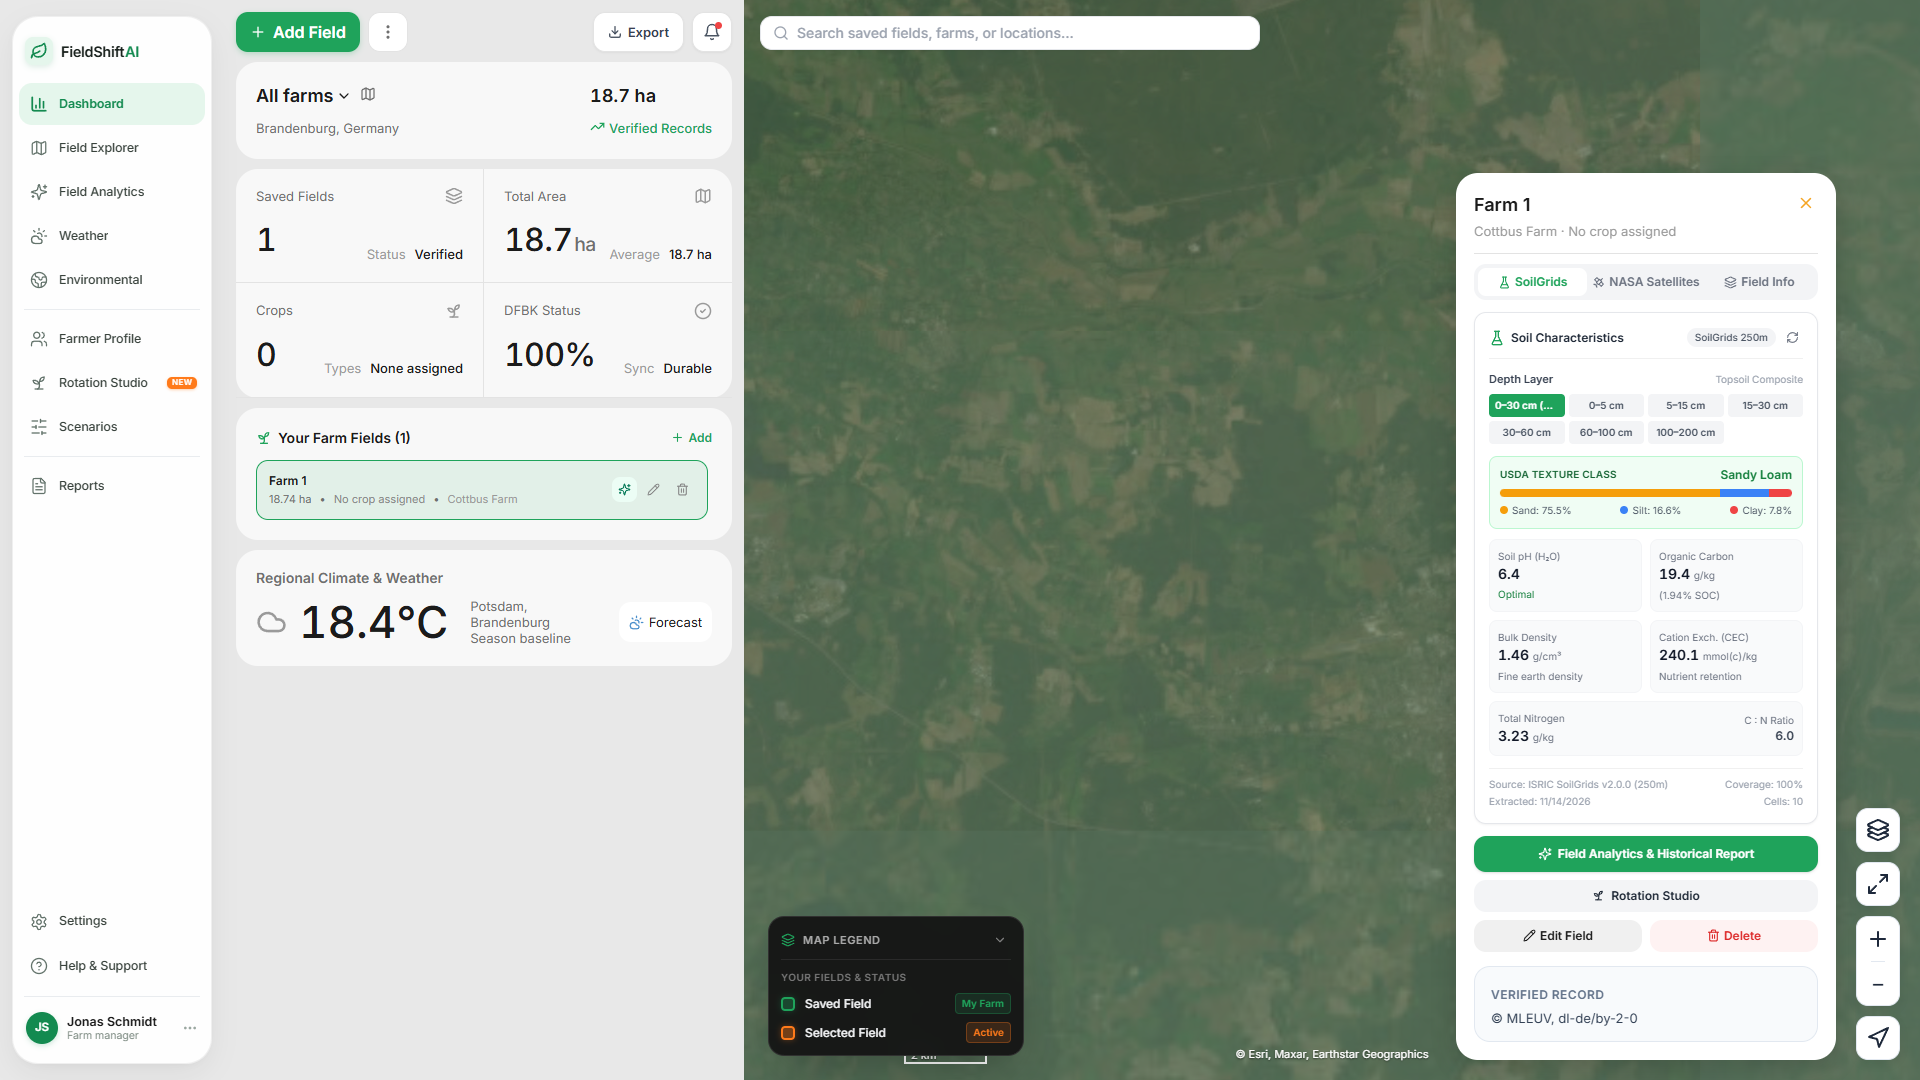 FieldShiftAI
Dashboard
Field Explorer
Field Analytics
Weather
Environmental
Farmer Profile
Rotation Studio NEW
Scenarios
Reports
Settings
Help & Support
JS
Jonas Schmidt
Farm manager
Add Field
Export
All farms
18.7 ha
Brandenburg, Germany
Verified Records
Saved Fields
1
Status Verified
Total Area
18.7 ha
Average 18.7 ha
Crops
0
Types None assigned
DFBK Status
100%
Sync Durable
Your Farm Fields (1)
+ Add
Farm 1
18.74 ha • No crop assigned • Cottbus Farm
Regional Climate & Weather
18.4°C
Potsdam,
Brandenburg
Season baseline
Forecast
Search saved fields, farms, or locations...
MAP LEGEND
YOUR FIELDS & STATUS
Saved Field My Farm
Selected Field Active
2 km
© Esri, Maxar, Earthstar Geographics
Farm 1
Cottbus Farm · No crop assigned
SoilGrids
NASA Satellites
Field Info
Soil Characteristics
SoilGrids 250m
Depth Layer
Topsoil Composite
0–30 cm (...
0–5 cm
5–15 cm
15–30 cm
30–60 cm
60–100 cm
100–200 cm
USDA TEXTURE CLASS
Sandy Loam
Sand: 75.5%
Silt: 16.6%
Clay: 7.8%
Soil pH (H₂O)
6.4
Optimal
Organic Carbon
19.4 g/kg
(1.94% SOC)
Bulk Density
1.46 g/cm³
Fine earth density
Cation Exch. (CEC)
240.1 mmol(c)/kg
Nutrient retention
Total Nitrogen
3.23 g/kg
C : N Ratio
6.0
Source: ISRIC SoilGrids v2.0.0 (250m)
Coverage: 100%
Extracted: 11/14/2026
Cells: 10
Field Analytics & Historical Report
Rotation Studio
Edit Field
Delete
VERIFIED RECORD
© MLEUV, dl-de/by-2-0